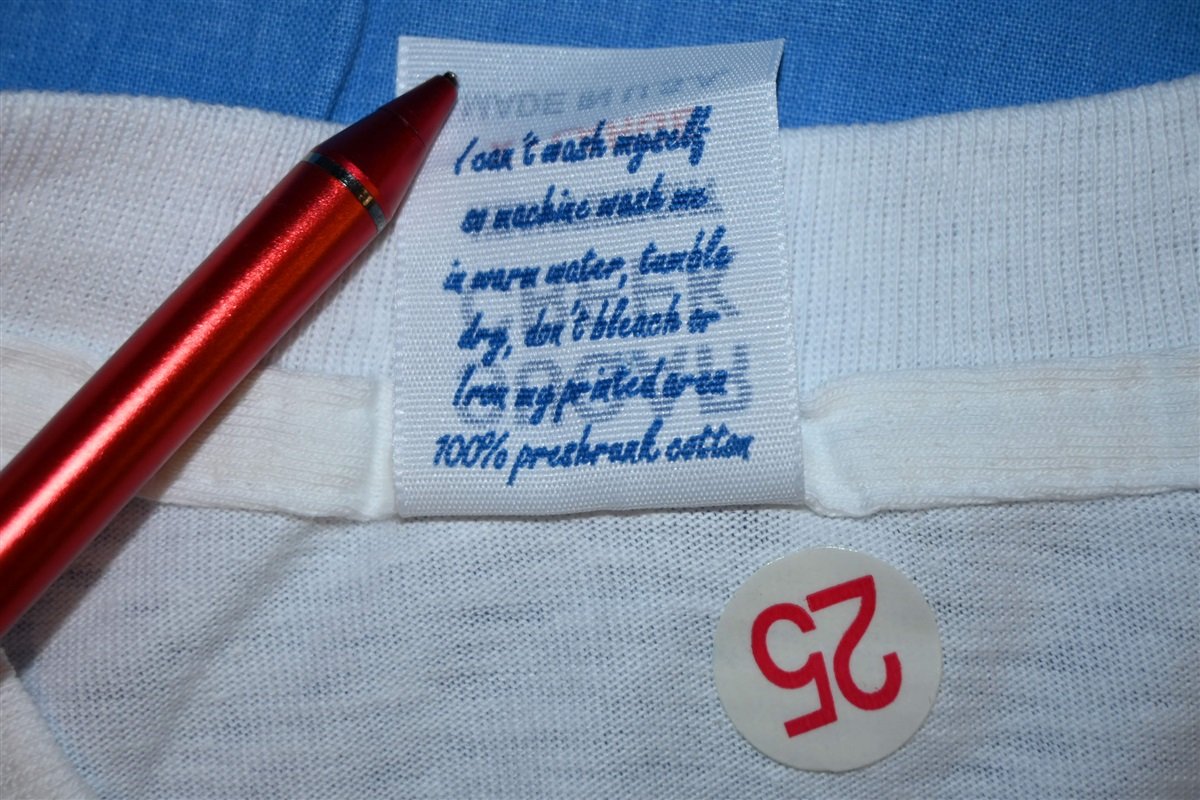 I can't wash myself
so machine wash me
in warm water, tumble
dry, don't bleach or
Iron my printed area
100% preshrunk cotton
25